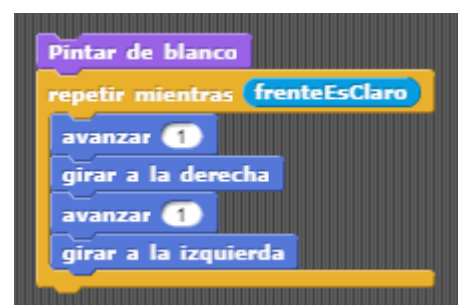 Pintar de blanco
repetir mientras frenteEsClaro
avanzar 1
girar a la derecha
avanzar 1
girar a la izquierda